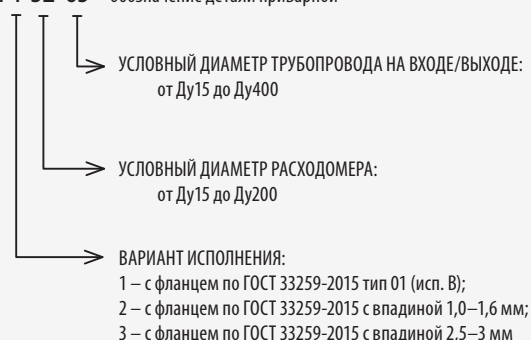 обозначение детали приварной
УСЛОВНЫЙ ДИАМЕТР ТРУБОПРОВОДА НА ВХОДЕ/ВЫХОДЕ:
от Ду15 до Ду400
УСЛОВНЫЙ ДИАМЕТР РАСХОДОМЕРА:
от Ду15 до Ду200
ВАРИАНТ ИСПОЛНЕНИЯ:
1 – с фланцем по ГОСТ 33259-2015 тип 01 (исп. В);
2 – с фланцем по ГОСТ 33259-2015 с впадиной 1,0–1,6 мм;
3 – с фланцем по ГОСТ 33259-2015 с впадиной 2,5–3 мм